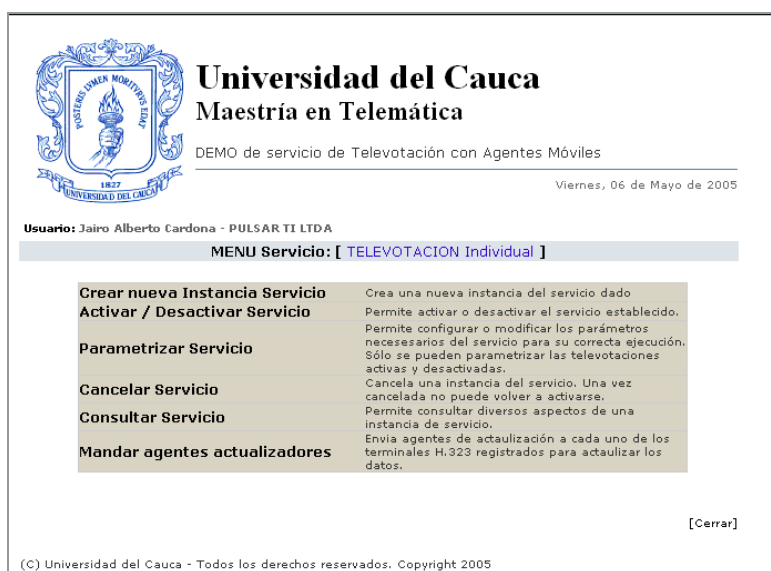 Universidad del Cauca
Maestría en Telemática
DEMO de servicio de Televotación con Agentes Móviles
POSTERIS LVMEN MORITVRVS EDAT
1827
UNIVERSIDAD DEL CAUCA
Viernes, 06 de Mayo de 2005
Usuario: Jairo Alberto Cardona - PULSAR TI LTDA
MENU Servicio: [ TELEVOTACION Individual ]
Crear nueva Instancia Servicio
Crea una nueva instancia del servicio dado
Activar / Desactivar Servicio
Permite activar o desactivar el servicio establecido.
Parametrizar Servicio
Permite configurar o modificar los parámetros
necesesarios del servicio para su correcta ejecución.
Sólo se pueden parametrizar las televotaciones
activas y desactivadas.
Cancelar Servicio
Cancela una instancia del servicio. Una vez
cancelada no puede volver a activarse.
Consultar Servicio
Permite consultar diversos aspectos de una
instancia de servicio.
Mandar agentes actualizadores
Envia agentes de actaulización a cada uno de los
terminales H.323 registrados para actaulizar los
datos.
[Cerrar]
(C) Universidad del Cauca - Todos los derechos reservados. Copyright 2005